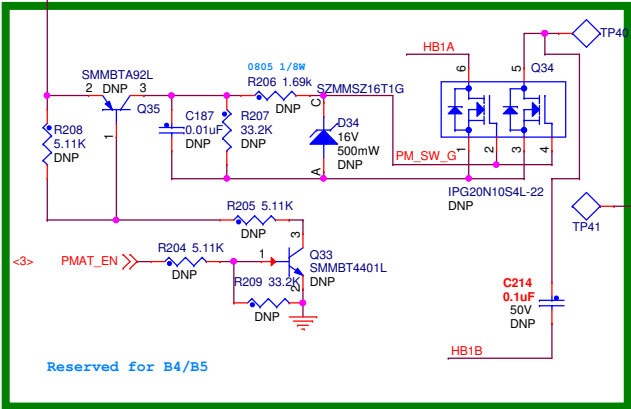 HB1A
TP40
0805 1/8W
R206 1.69k
DNP
SZMMSZ16T1G
SMMBTA92L
DNP
2
3
Q35
1
6
5
Q34
C187
0.01uF
DNP
R207
33.2K
DNP
C
D34
16V
500mW
DNP
A
R208
5.11K
DNP
PM_SW_G
1
2
3
4
IPG20N10S4L-22
DNP
TP41
R205 5.11K
DNP
3
<3>
PMAT_EN
R204 5.11K
DNP
1
Q33
SMMBT4401L
DNP
2
R209 33.2K
DNP
C214
0.1uF
50V
DNP
HB1B
Reserved for B4/B5